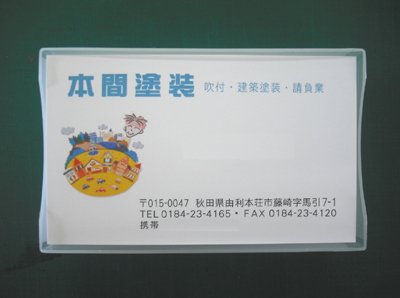 本間塗装 吹付・建築塗装・請負業
〒015-0047 秋田県由利本荘市藤崎字馬引7-1
TEL 0184-23-4165・FAX 0184-23-4120
携帯